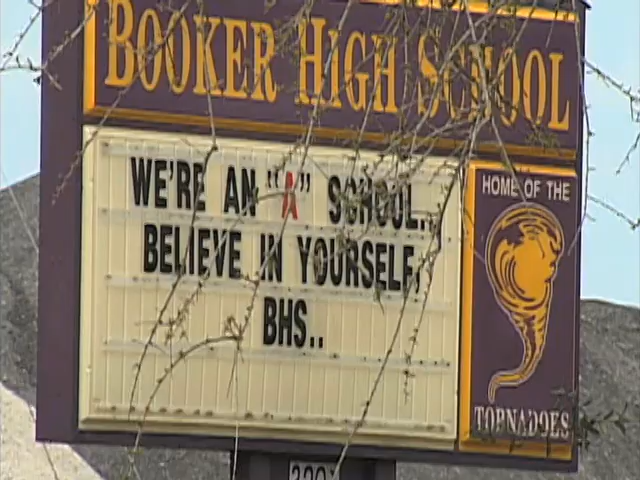 BOOKER HIGH SCHOOL
WE'RE AN "A" SCHOOL..
BELIEVE IN YOURSELF,
BHS..
HOME OF THE
TORNADOES